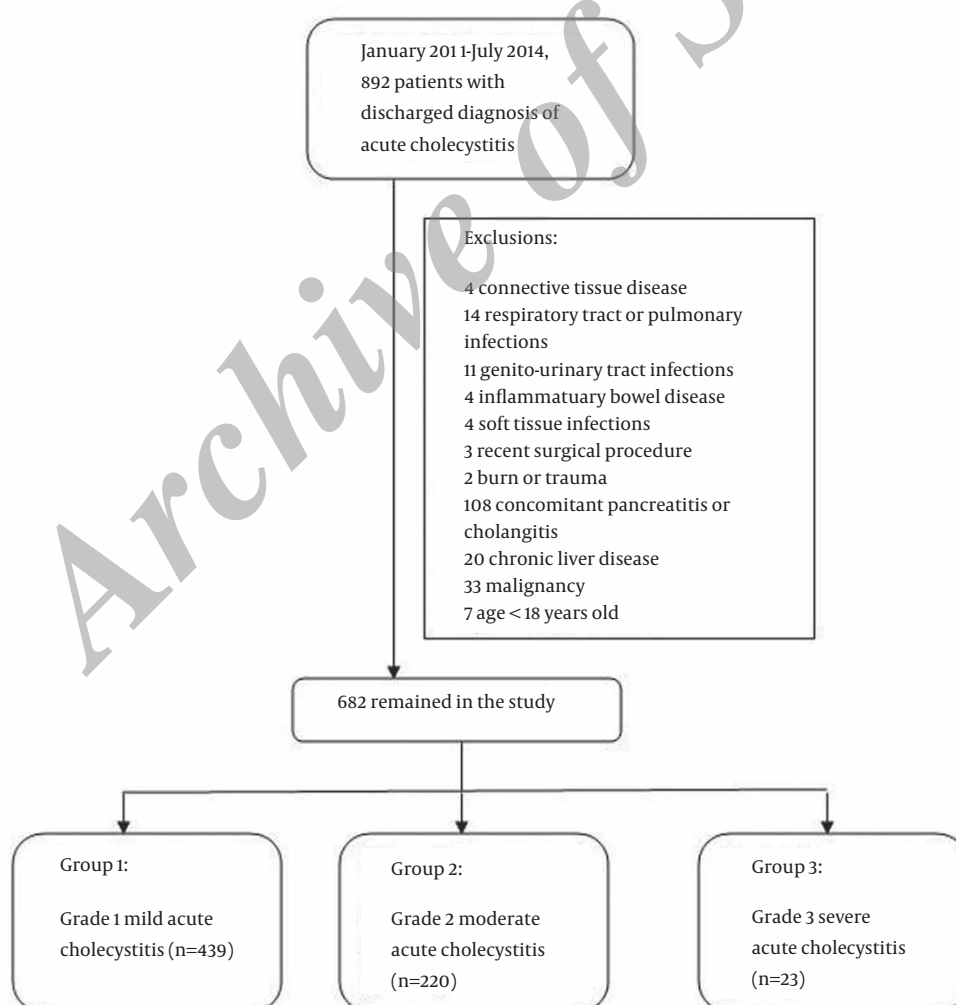 January 2011-July 2014,
892 patients with
discharged diagnosis of
acute cholecystitis
Exclusions:
4 connective tissue disease
14 respiratory tract or pulmonary
infections
11 genito-urinary tract infections
4 inflammatuary bowel disease
4 soft tissue infections
3 recent surgical procedure
2 burn or trauma
108 concomitant pancreatitis or
cholangitis
20 chronic liver disease
33 malignancy
7 age < 18 years old
682 remained in the study
Group 1:
Grade 1 mild acute
cholecystitis (n=439)
Group 2:
Grade 2 moderate
acute cholecystitis
(n=220)
Group 3:
Grade 3 severe
acute cholecystitis
(n=23)
Archive of